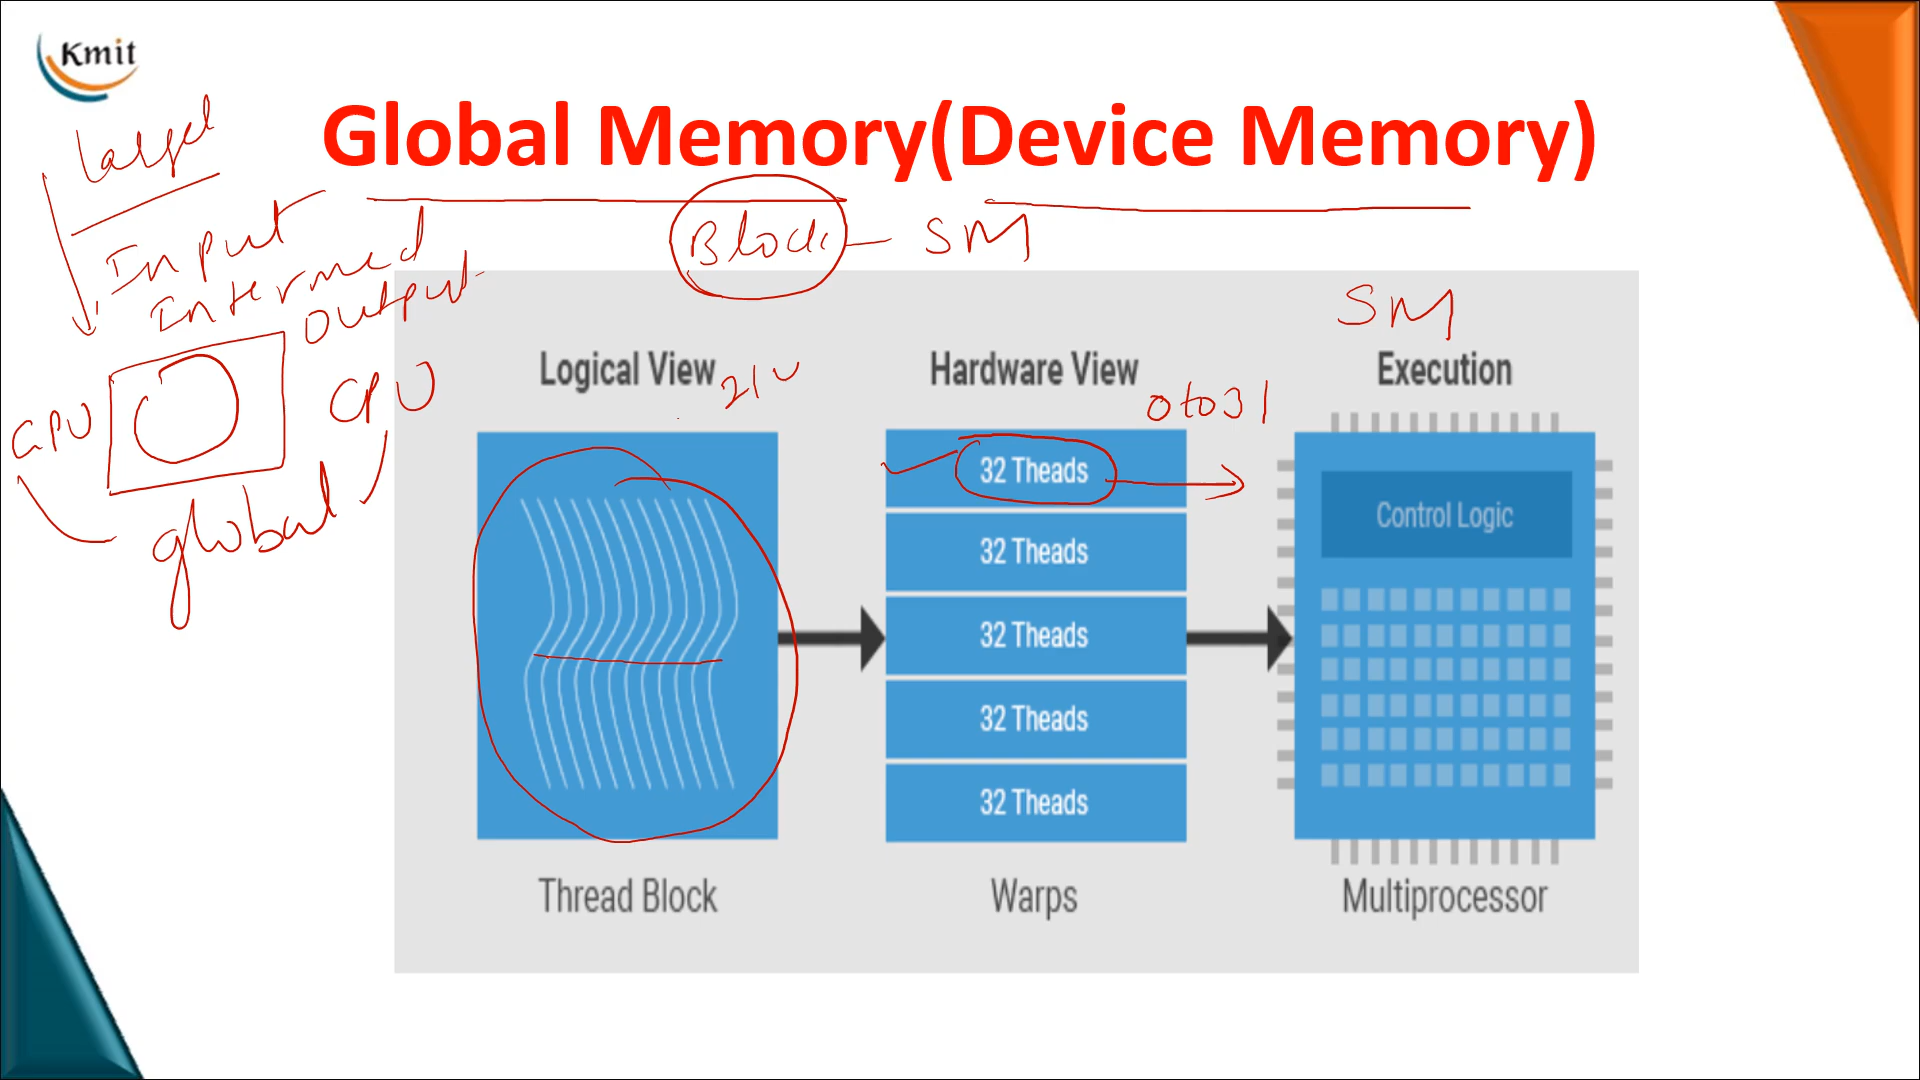 Kmit
Global Memory(Device Memory)
Input
Intermed
Output
Block - SM
SM
Logical View
Hardware View
Execution
0 to 31
GPU
CPU
global
32 Theads
32 Theads
32 Theads
32 Theads
32 Theads
Control Logic
Thread Block
Warps
Multiprocessor